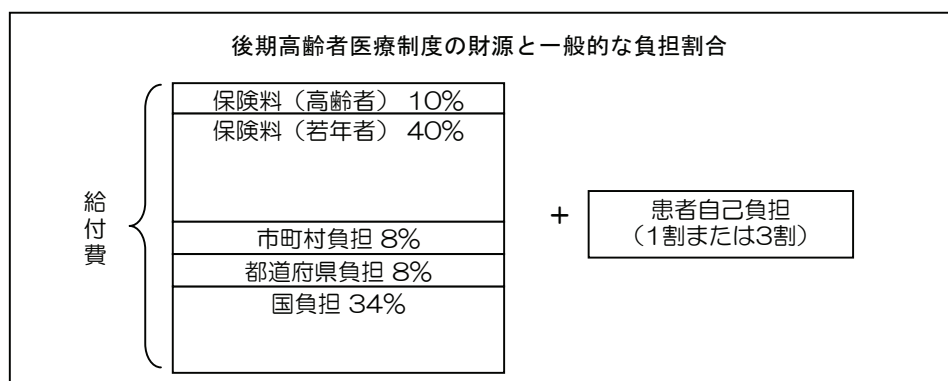 後期高齢者医療制度の財源と一般的な負担割合
保険料（高齢者） 10%
保険料（若年者） 40%
市町村負担 8%
都道府県負担 8%
国負担 34%
給付費
+
患者自己負担
（1割または3割）